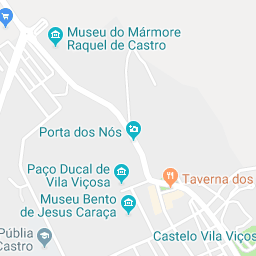 Museu do Mármore
Raquel de Castro
Porta dos Nós
Paço Ducal de
Vila Viçosa
Taverna dos
Museu Bento
de Jesus Caraça
Públia
Castro
Castelo Vila Viços